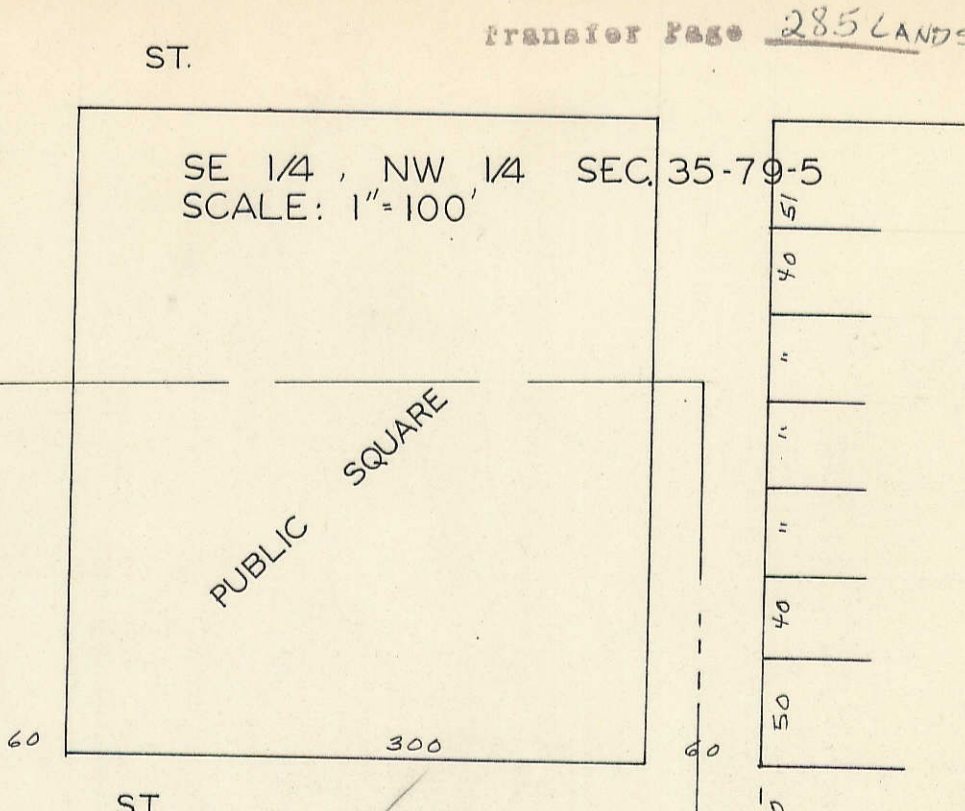 Transfer Page 285 LANDS
ST.
SE 1/4 , NW 1/4 SEC. 35-79-5
SCALE: 1"=100'
51
40
"
"
"
40
50
PUBLIC SQUARE
60
300
60
ST